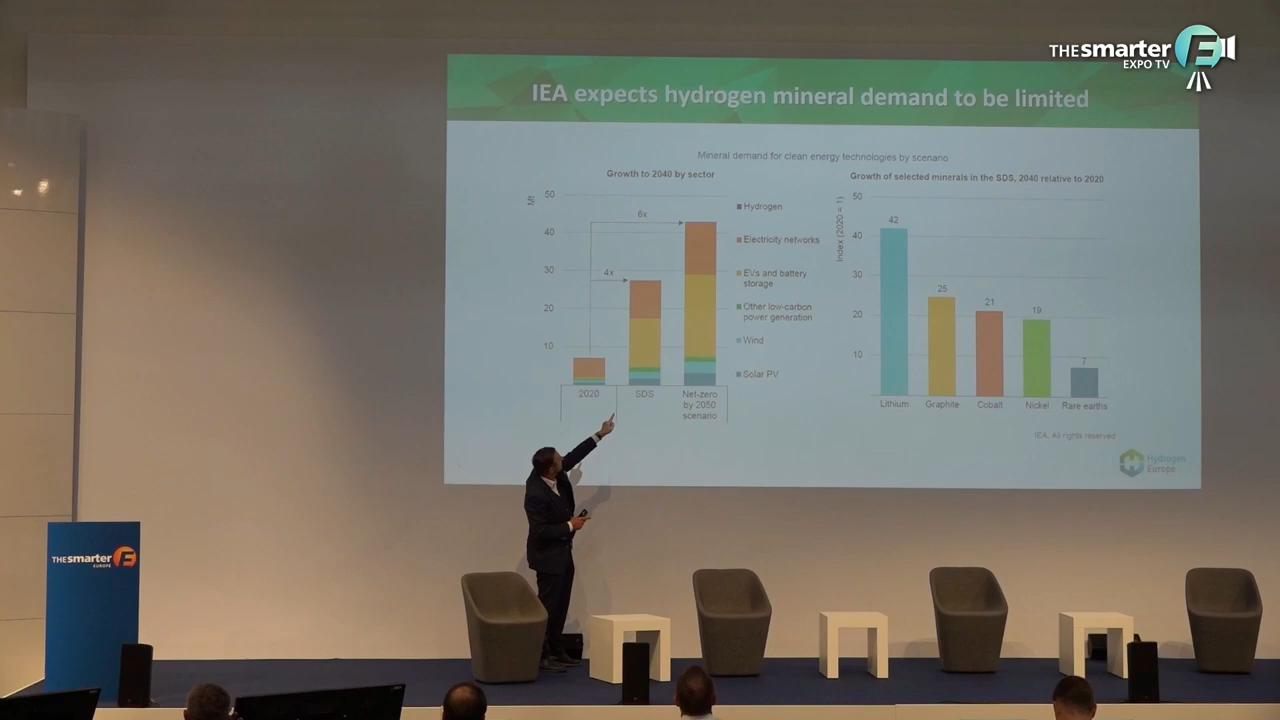 THE smarter E
EXPO TV
IEA expects hydrogen mineral demand to be limited
Mineral demand for clean energy technologies by scenario
Growth to 2040 by sector
Mt
50
40
30
20
10
6x
4x
2020
SDS
Net-zero
by 2050
scenario
Hydrogen
Electricity networks
EVs and battery
storage
Other low-carbon
power generation
Wind
Solar PV
Growth of selected minerals in the SDS, 2040 relative to 2020
Index (2020 = 1)
50
40
30
20
10
42
25
21
19
7
Lithium
Graphite
Cobalt
Nickel
Rare earths
IEA. All rights reserved
Hydrogen
Europe
THE smarter E
EUROPE